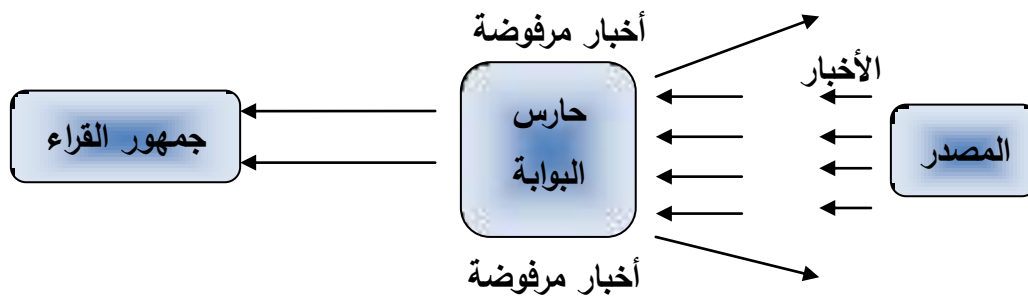 أخبار مرفوضة
الأخبار
المصدر
حارس
البوابة
جمهور القراء
أخبار مرفوضة